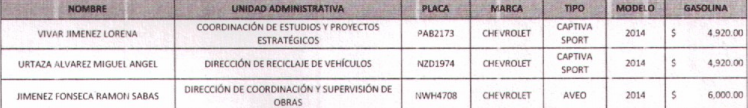 NOMBRE UNIDAD ADMINISTRATIVA PLACA MARCA TIPO MODELO GASOLINA
VIVAR JIMENEZ LORENA COORDINACIÓN DE ESTUDIOS Y PROYECTOS ESTRATÉGICOS PAB2173 CHEVROLET CAPTIVA SPORT 2014 $ 4,920.00
URTAZA ALVAREZ MIGUEL ANGEL DIRECCIÓN DE RECICLAJE DE VEHÍCULOS NZD1974 CHEVROLET CAPTIVA SPORT 2014 $ 4,920.00
JIMENEZ FONSECA RAMON SABAS DIRECCIÓN DE COORDINACIÓN Y SUPERVISIÓN DE OBRAS NWH4708 CHEVROLET AVEO 2014 $ 6,000.00